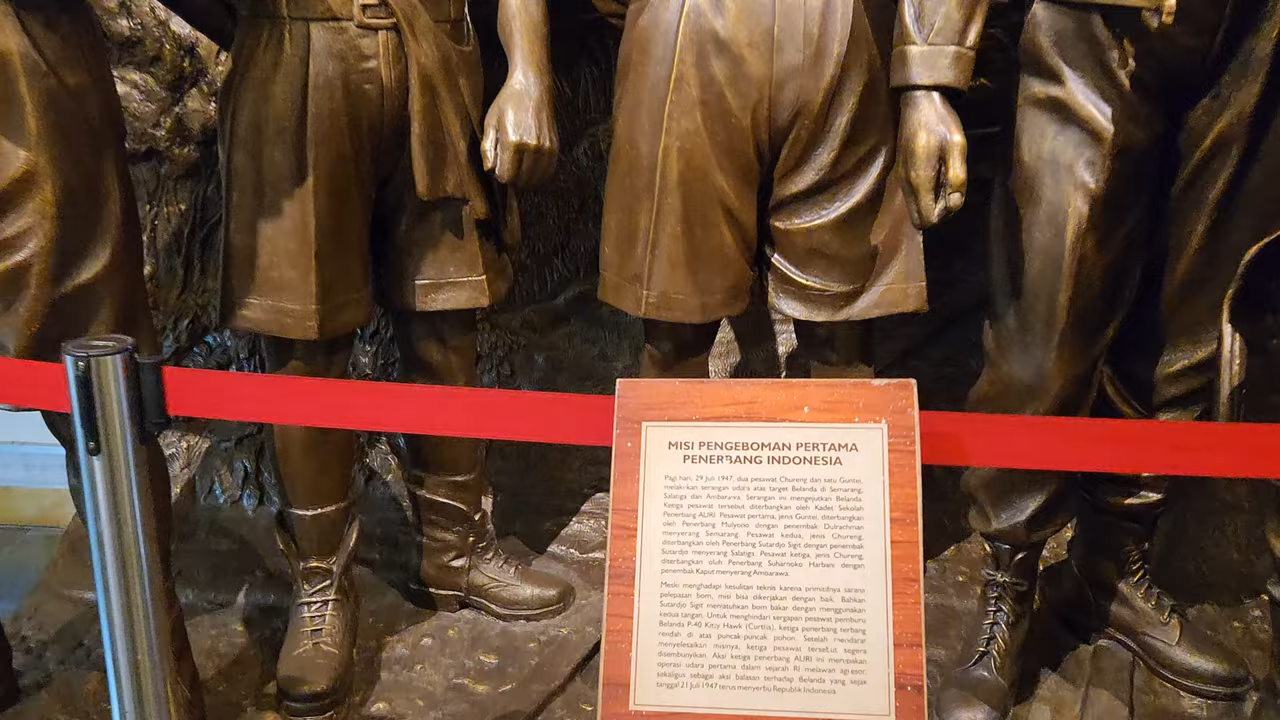 MISI PENGEBOMAN PERTAMA
PENERBANG INDONESIA
Pagi hari, 29 Juli 1947, dua pesawat Chureng dan satu Guntei,
melakukan serangan udara atas target Belanda di Semarang,
Salatiga dan Ambarawa. Serangan ini mengejutkan Belanda.
Ketiga pesawat tersebut diterbangkan oleh Kadet Sekolah
Penerbang AURI. Pesawat pertama, jenis Guntei, diterbangkan
oleh Penerbang Mulyono dengan penembak Dulrachman
menyerang Semarang. Pesawat kedua, jenis Chureng,
diterbangkan oleh Penerbang Sutardjo Sigit dengan penembak
Sutardjo menyerang Salatiga. Pesawat ketiga, jenis Chureng,
diterbangkan oleh Penerbang Suharnoko Harbani dengan
penembak Kaput menyerang Ambarawa.
Meski menghadapi kesulitan teknis karena primitifnya sarana
pelepasan bom, misi bisa dikerjakan dengan baik. Bahkan
Sutardjo Sigit menjatuhkan bom bakar dengan menggunakan
kedua tangan. Untuk menghindari sergapan pesawat pemburu
Belanda P-40 Kitty Hawk (Curtiss), ketiga penerbang terbang
rendah di atas puncak-puncak pohon. Setelah mendarat
menyelesaikan misinya, ketiga pesawat tersebut segera
disembunyikan. Aksi ketiga penerbang AURI ini merupakan
operasi udara pertama dalam sejarah RI melawan agresor,
sekaligus sebagai aksi balasan terhadap Belanda yang sejak
tanggal 21 Juli 1947 terus menyerbu Republik Indonesia.